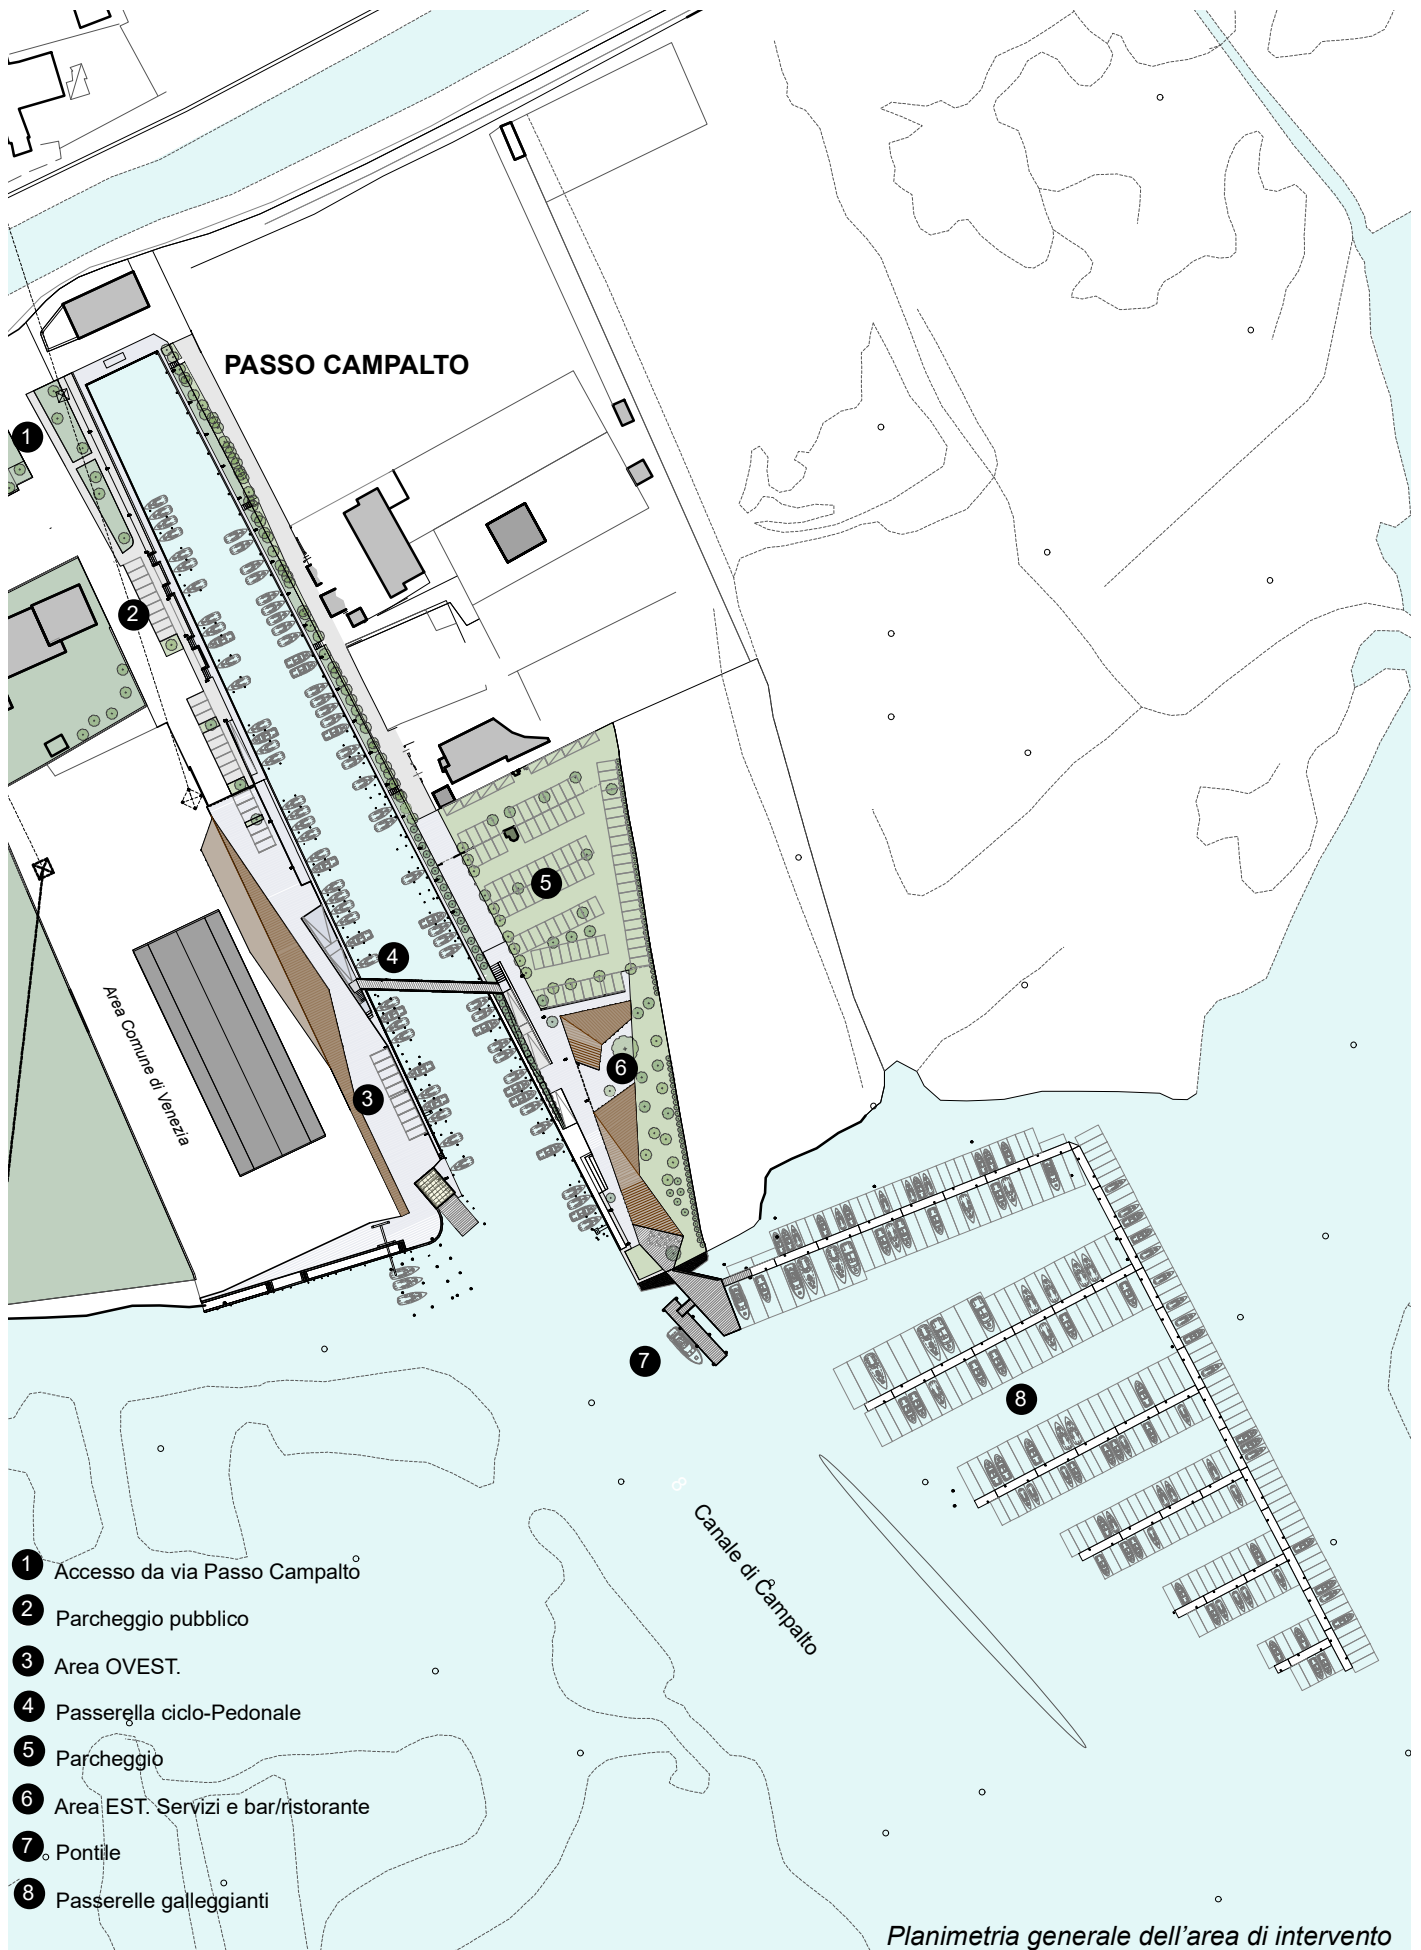 PASSO CAMPALTO
1
2
5
4
Area Comune di Venezia
6
3
7
8
Canale di Campalto
1 Accesso da via Passo Campalto
2 Parcheggio pubblico
3 Area OVEST.
4 Passerella ciclo-Pedonale
5 Parcheggio
6 Area EST. Servizi e bar/ristorante
7 Pontile
8 Passerelle galleggianti
Planimetria generale dell'area di intervento